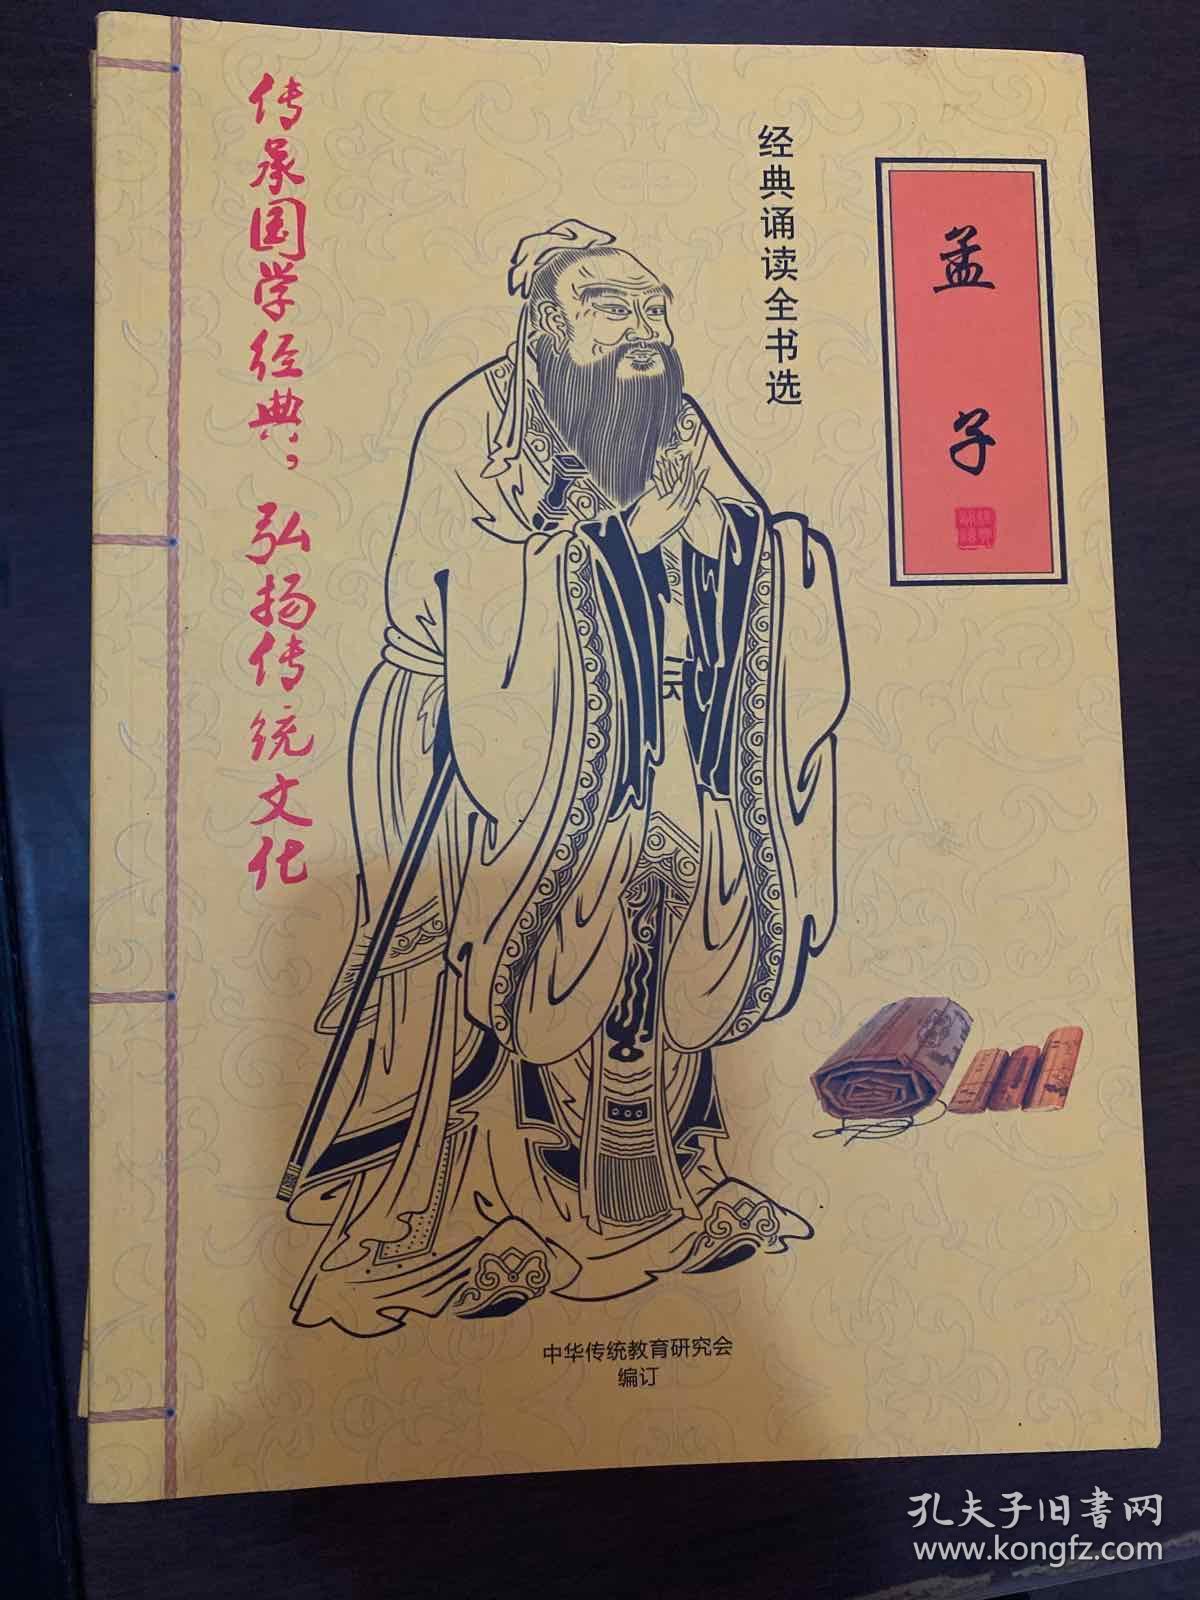 孟子
经典诵读全书选
传承国学经典，弘扬传统文化
中华传统教育研究会
编订
孔夫子旧书网
www.kongfz.com